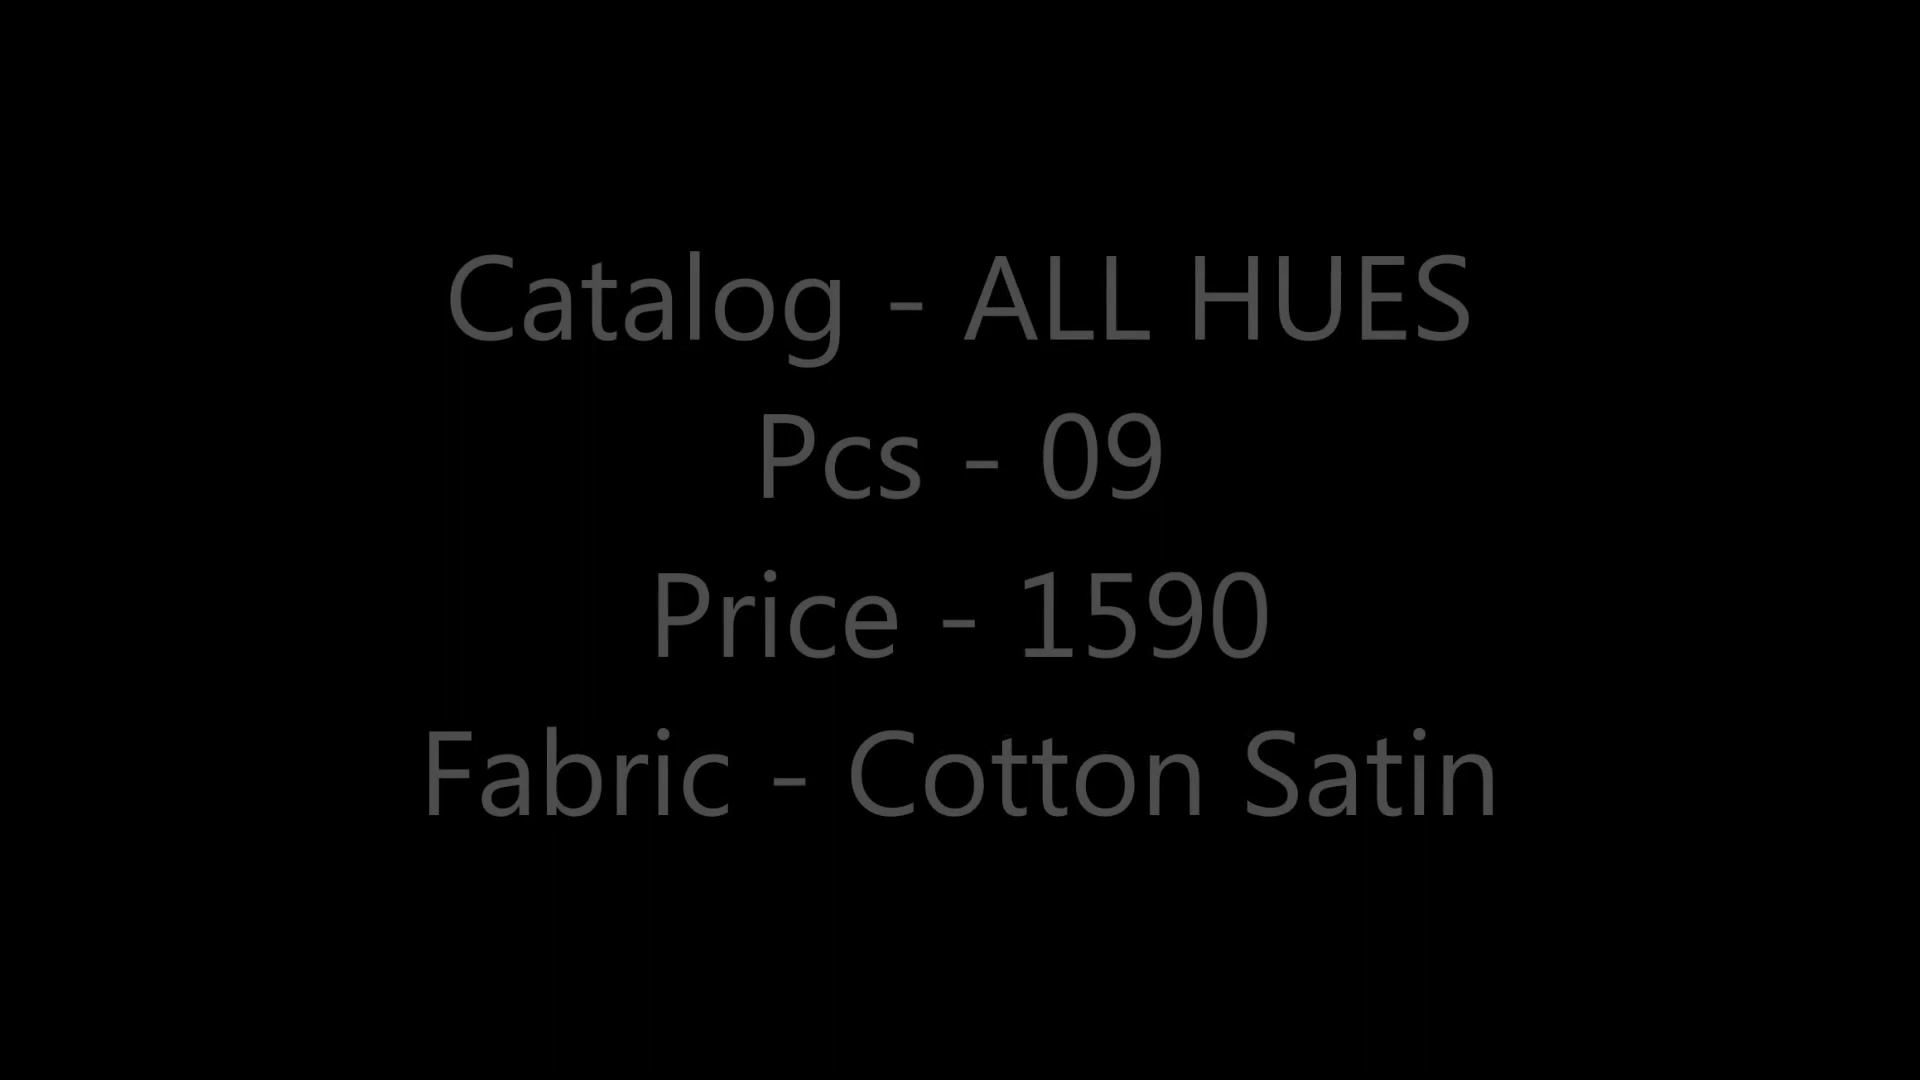 Catalog - ALL HUES
Pcs - 09
Price - 1590
Fabric - Cotton Satin